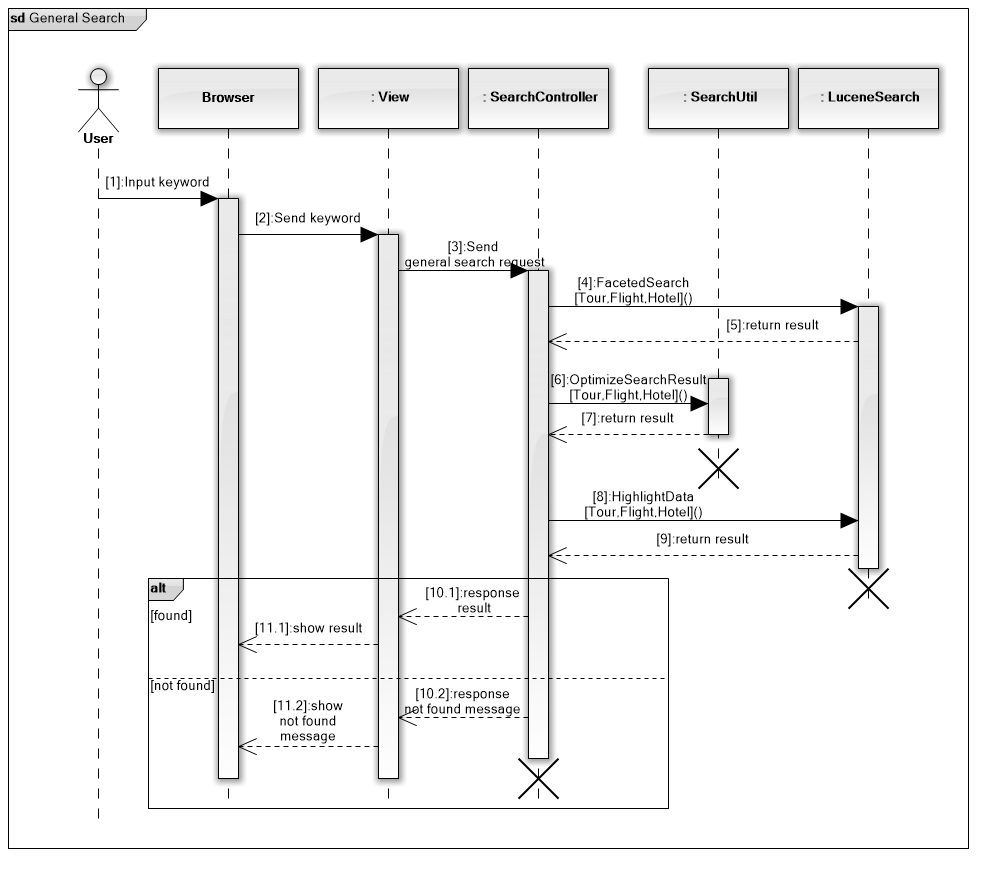 sd General Search
User
Browser
: View
: SearchController
: SearchUtil
: LuceneSearch
[1]:Input keyword
[2]:Send keyword
[3]:Send
general search request
[4]:FacetedSearch
[Tour,Flight,Hotel]()
[5]:return result
[6]:OptimizeSearchResult
[Tour,Flight,Hotel]()
[7]:return result
[8]:HighlightData
[Tour,Flight,Hotel]()
[9]:return result
alt
[found]
[10.1]:response
result
[11.1]:show result
[not found]
[10.2]:response
not found message
[11.2]:show
not found
message